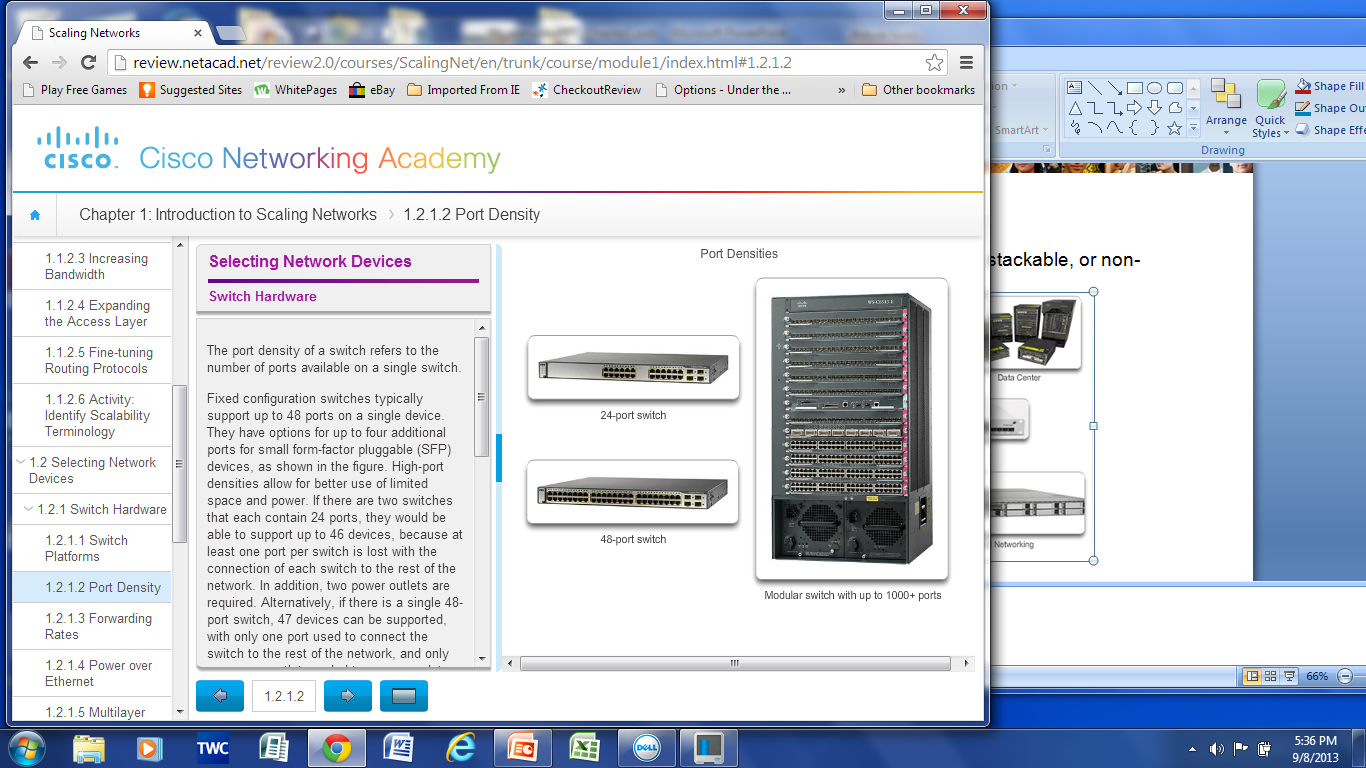 Scaling Networks
review.netacad.net/review2.0/courses/ScalingNet/en/trunk/course/module1/index.html#1.2.1.2
Play Free Games
Suggested Sites
WhitePages
eBay
Imported From IE
CheckoutReview
Options - Under the ...
»
Other bookmarks
CISCO
Cisco Networking Academy
Chapter 1: Introduction to Scaling Networks
1.2.1.2 Port Density
1.1.2.3 Increasing
Bandwidth
1.1.2.4 Expanding
the Access Layer
1.1.2.5 Fine-tuning
Routing Protocols
1.1.2.6 Activity:
Identify Scalability
Terminology
1.2 Selecting Network
Devices
1.2.1 Switch Hardware
1.2.1.1 Switch
Platforms
1.2.1.2 Port Density
1.2.1.3 Forwarding
Rates
1.2.1.4 Power over
Ethernet
1.2.1.5 Multilayer
Selecting Network Devices
Switch Hardware
The port density of a switch refers to the
number of ports available on a single switch.
Fixed configuration switches typically
support up to 48 ports on a single device.
They have options for up to four additional
ports for small form-factor pluggable (SFP)
devices, as shown in the figure. High-port
densities allow for better use of limited
space and power. If there are two switches
that each contain 24 ports, they would be
able to support up to 46 devices, because at
least one port per switch is lost with the
connection of each switch to the rest of the
network. In addition, two power outlets are
required. Alternatively, if there is a single 48-
port switch, 47 devices can be supported,
with only one port used to connect the
switch to the rest of the network, and only
1.2.1.2
Port Densities
24-port switch
48-port switch
WS-C6513-E
Modular switch with up to 1000+ ports
SmartArt
Arrange
Quick
Styles
Shape Fill
Shape Ou
Shape Effe
Drawing
stackable, or non-
Data Center
Networking
66%
TWC
DELL
5:36 PM
9/8/2013